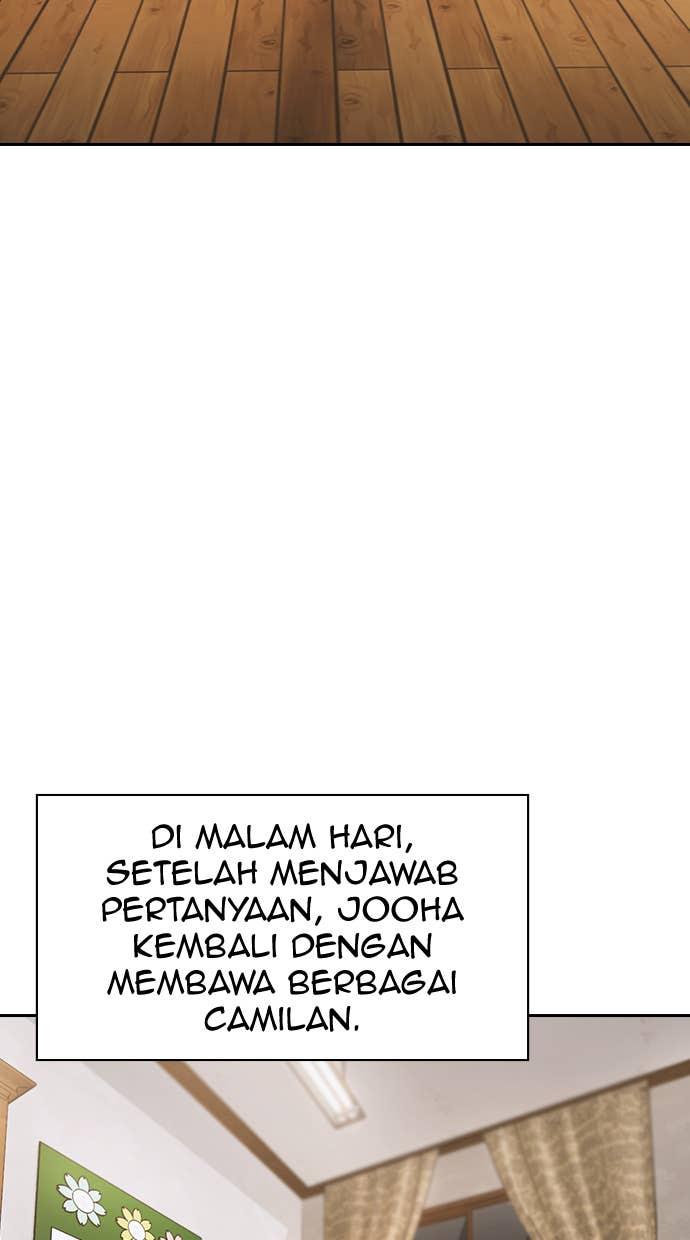 DI MALAM HARI,
SETELAH MENJAWAB
PERTANYAAN, JOOHA
KEMBALI DENGAN
MEMBAWA BERBAGAI
CAMILAN.